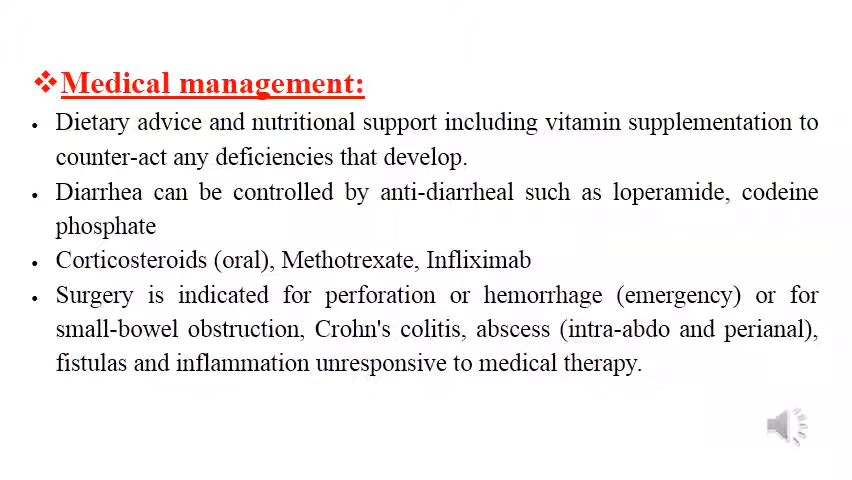 ❖Medical management:
• Dietary advice and nutritional support including vitamin supplementation to
counter-act any deficiencies that develop.
• Diarrhea can be controlled by anti-diarrheal such as loperamide, codeine
phosphate
• Corticosteroids (oral), Methotrexate, Infliximab
• Surgery is indicated for perforation or hemorrhage (emergency) or for
small-bowel obstruction, Crohn's colitis, abscess (intra-abdo and perianal),
fistulas and inflammation unresponsive to medical therapy.